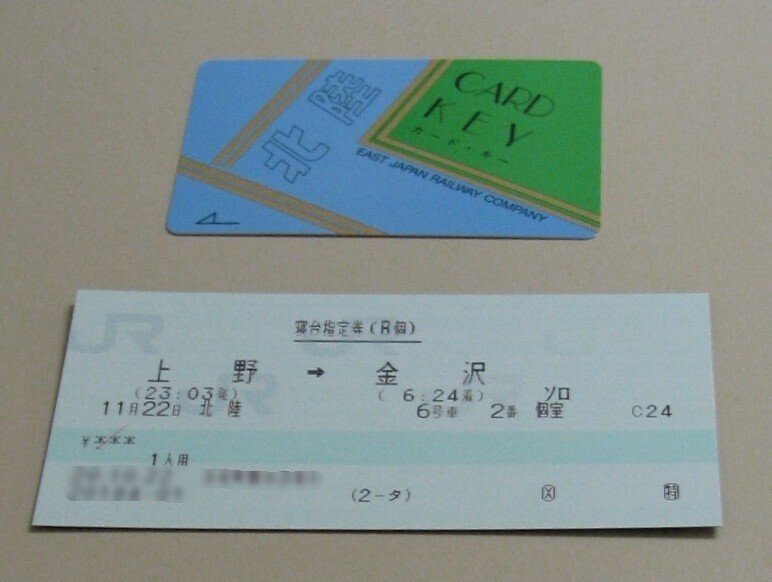 北陸
CARD
KEY
カード・キー
EAST JAPAN RAILWAY COMPANY
寝台指定券(B個)
上野 → 金沢
(23:03発) (6:24着) ソロ
11月22日 北陸 6号車 2番 個室 C24
¥***
1人用
(2-タ) ㊕